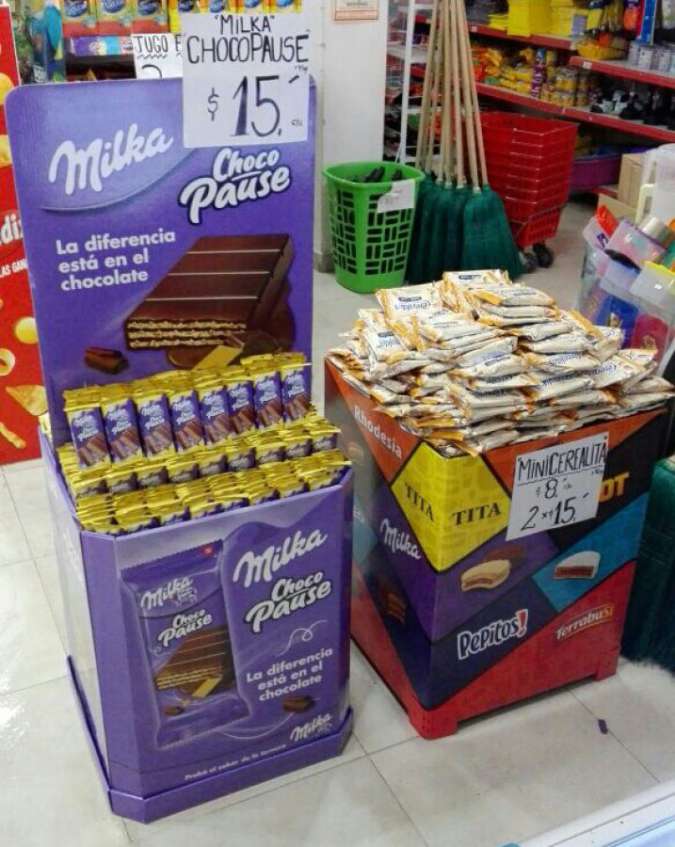 "MILKA"
CHOCOPAUSE
$ 15,-
TUGO
Milka
Choco
Pause
La diferencia
está en el
chocolate
Milka
Choco
Pause
Milka
Choco
Pause
La diferencia
está en el
chocolate
Milka
Rhodesia
TITA
TITA
Milka
Pepitos!
Terrabusi
"MINICEREALITA
$ 8.- c/u
2 x $ 15,-